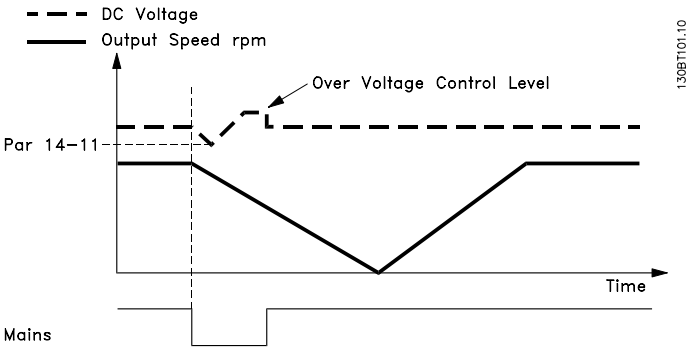 DC Voltage
Output Speed rpm
Over Voltage Control Level
Par 14-11
Time
Mains
130BT101.10